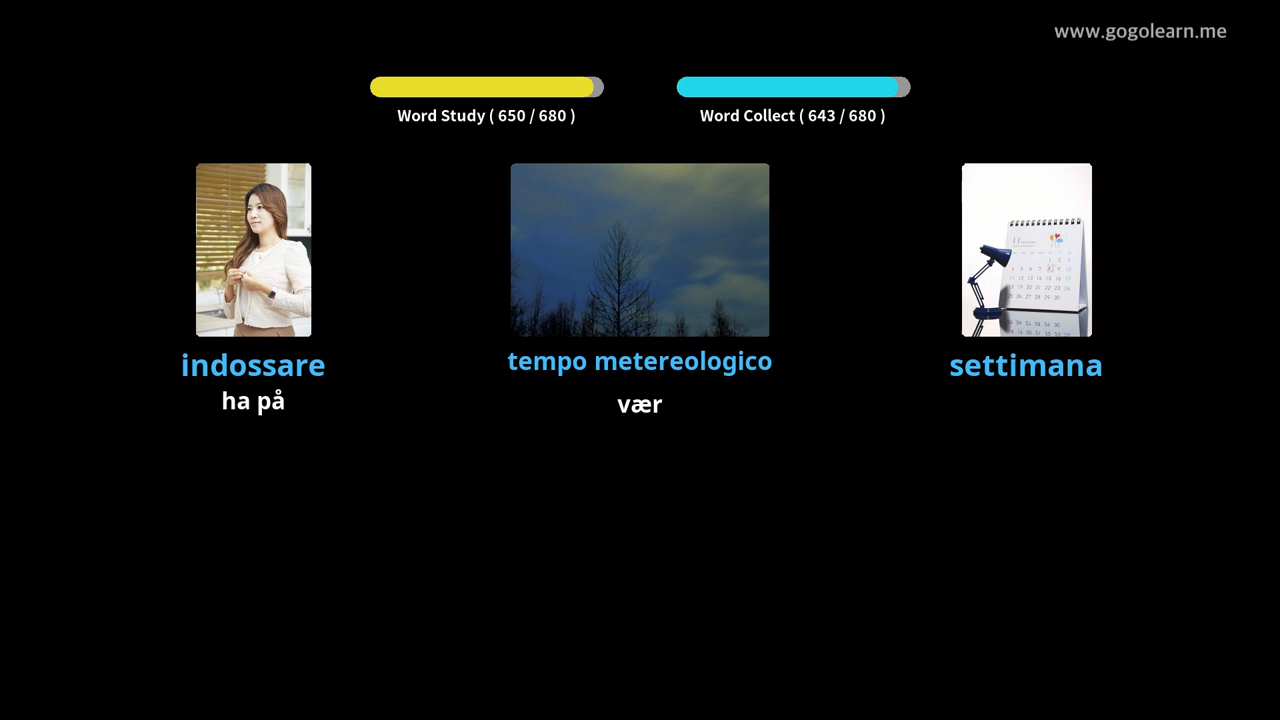 www.gogolearn.me
Word Study ( 650 / 680 )
Word Collect ( 643 / 680 )
indossare
ha på
tempo metereologico
vær
settimana